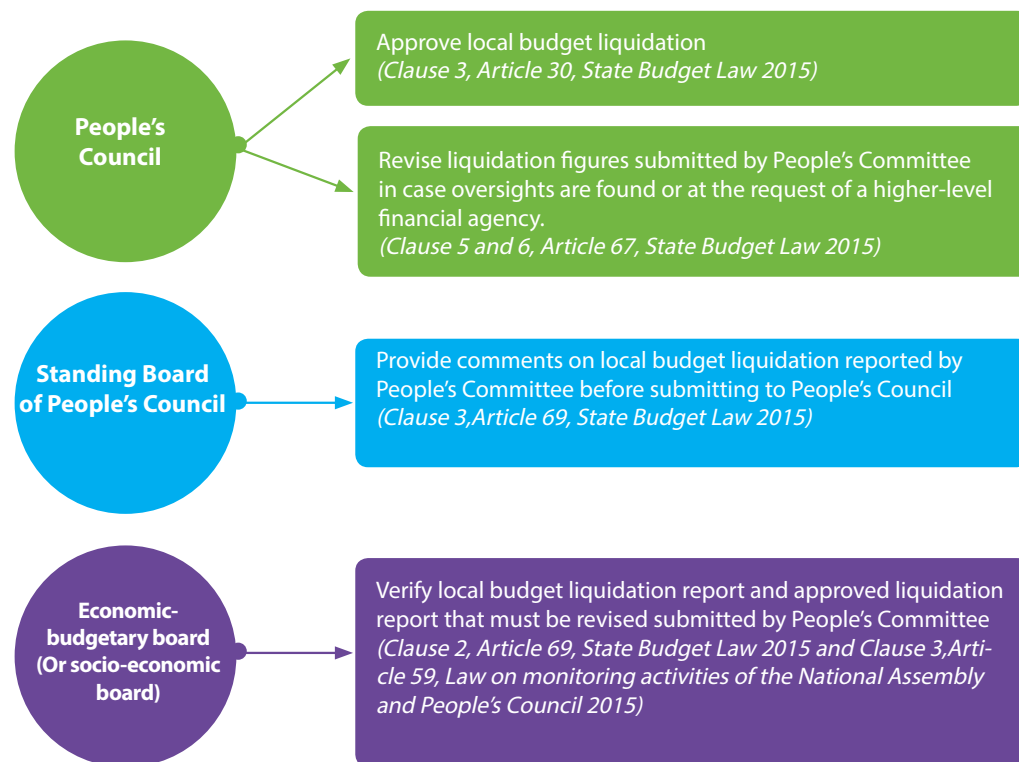 People's
Council
Approve local budget liquidation
(Clause 3, Article 30, State Budget Law 2015)
Revise liquidation figures submitted by People's Committee
in case oversights are found or at the request of a higher-level
financial agency.
(Clause 5 and 6, Article 67, State Budget Law 2015)
Standing Board
of People's Council
Provide comments on local budget liquidation reported by
People's Committee before submitting to People's Council
(Clause 3,Article 69, State Budget Law 2015)
Economic-
budgetary board
(Or socio-economic
board)
Verify local budget liquidation report and approved liquidation
report that must be revised submitted by People's Committee
(Clause 2, Article 69, State Budget Law 2015 and Clause 3,Arti-
cle 59, Law on monitoring activities of the National Assembly
and People's Council 2015)